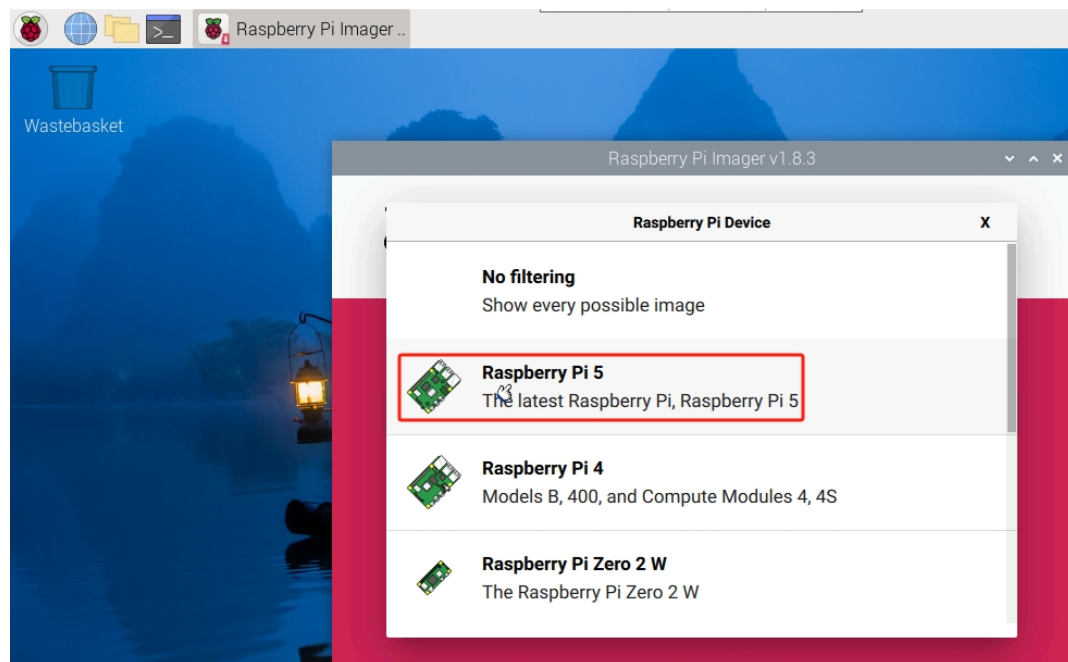 Raspberry Pi Imager ..
Wastebasket
Raspberry Pi Imager v1.8.3
Raspberry Pi Device
X
No filtering
Show every possible image
Raspberry Pi 5
The latest Raspberry Pi, Raspberry Pi 5
Raspberry Pi 4
Models B, 400, and Compute Modules 4, 4S
Raspberry Pi Zero 2 W
The Raspberry Pi Zero 2 W